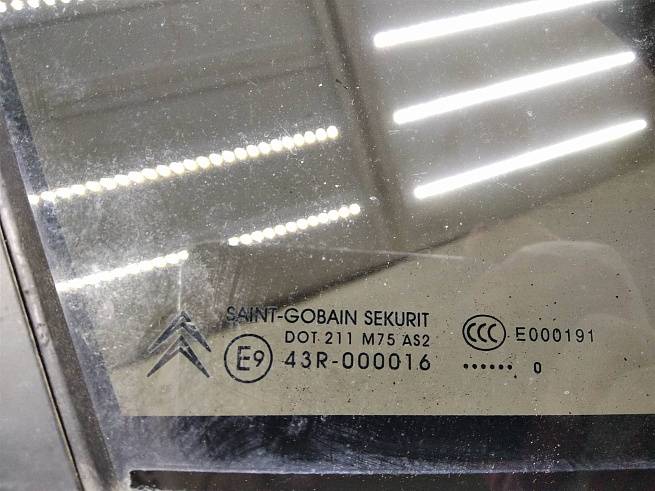 SAINT-GOBAIN SEKURIT
DOT 211 M75 AS2
E9 43R-000016
CCC E000191
...... 0